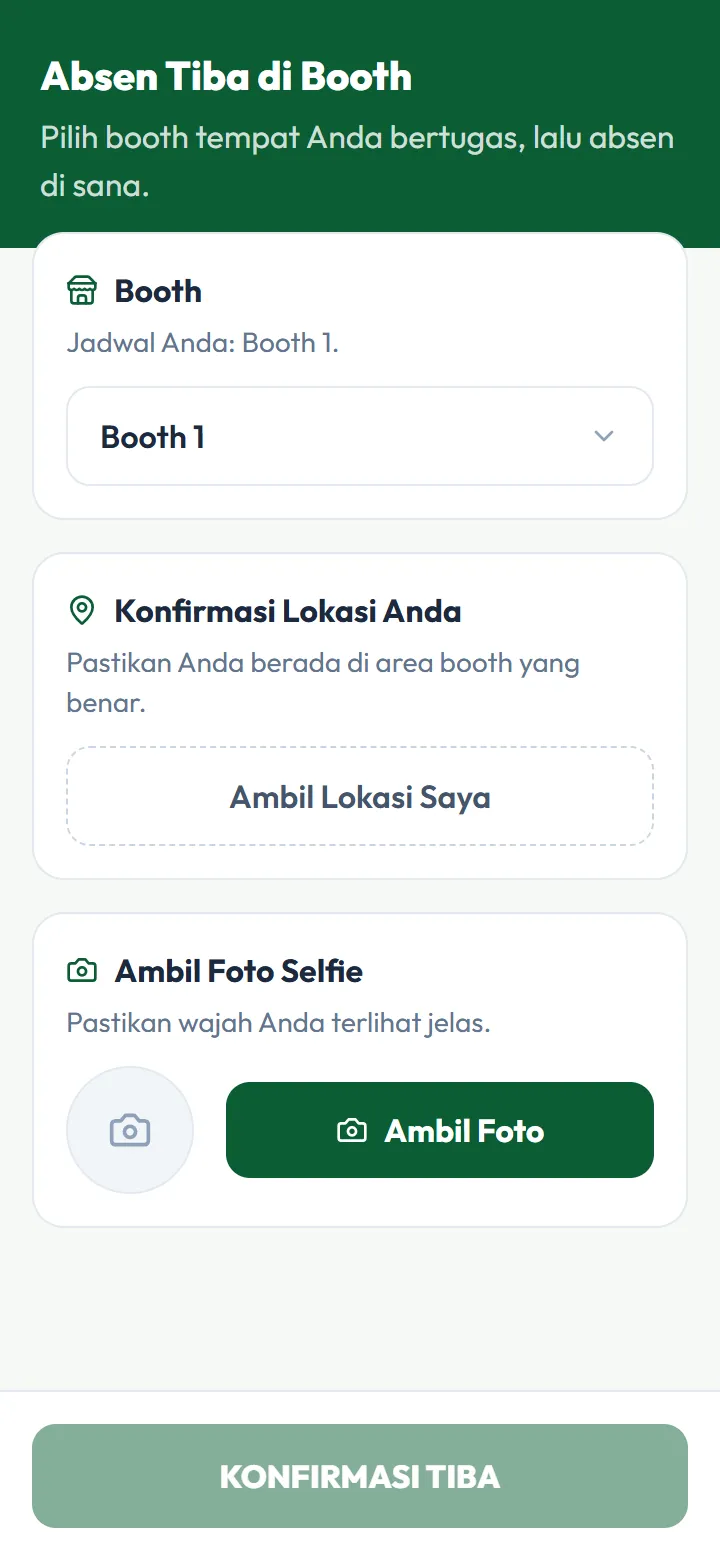 Absen Tiba di Booth
Pilih booth tempat Anda bertugas, lalu absen
di sana.
Booth
Jadwal Anda: Booth 1.
Booth 1
Konfirmasi Lokasi Anda
Pastikan Anda berada di area booth yang
benar.
Ambil Lokasi Saya
Ambil Foto Selfie
Pastikan wajah Anda terlihat jelas.
Ambil Foto
KONFIRMASI TIBA